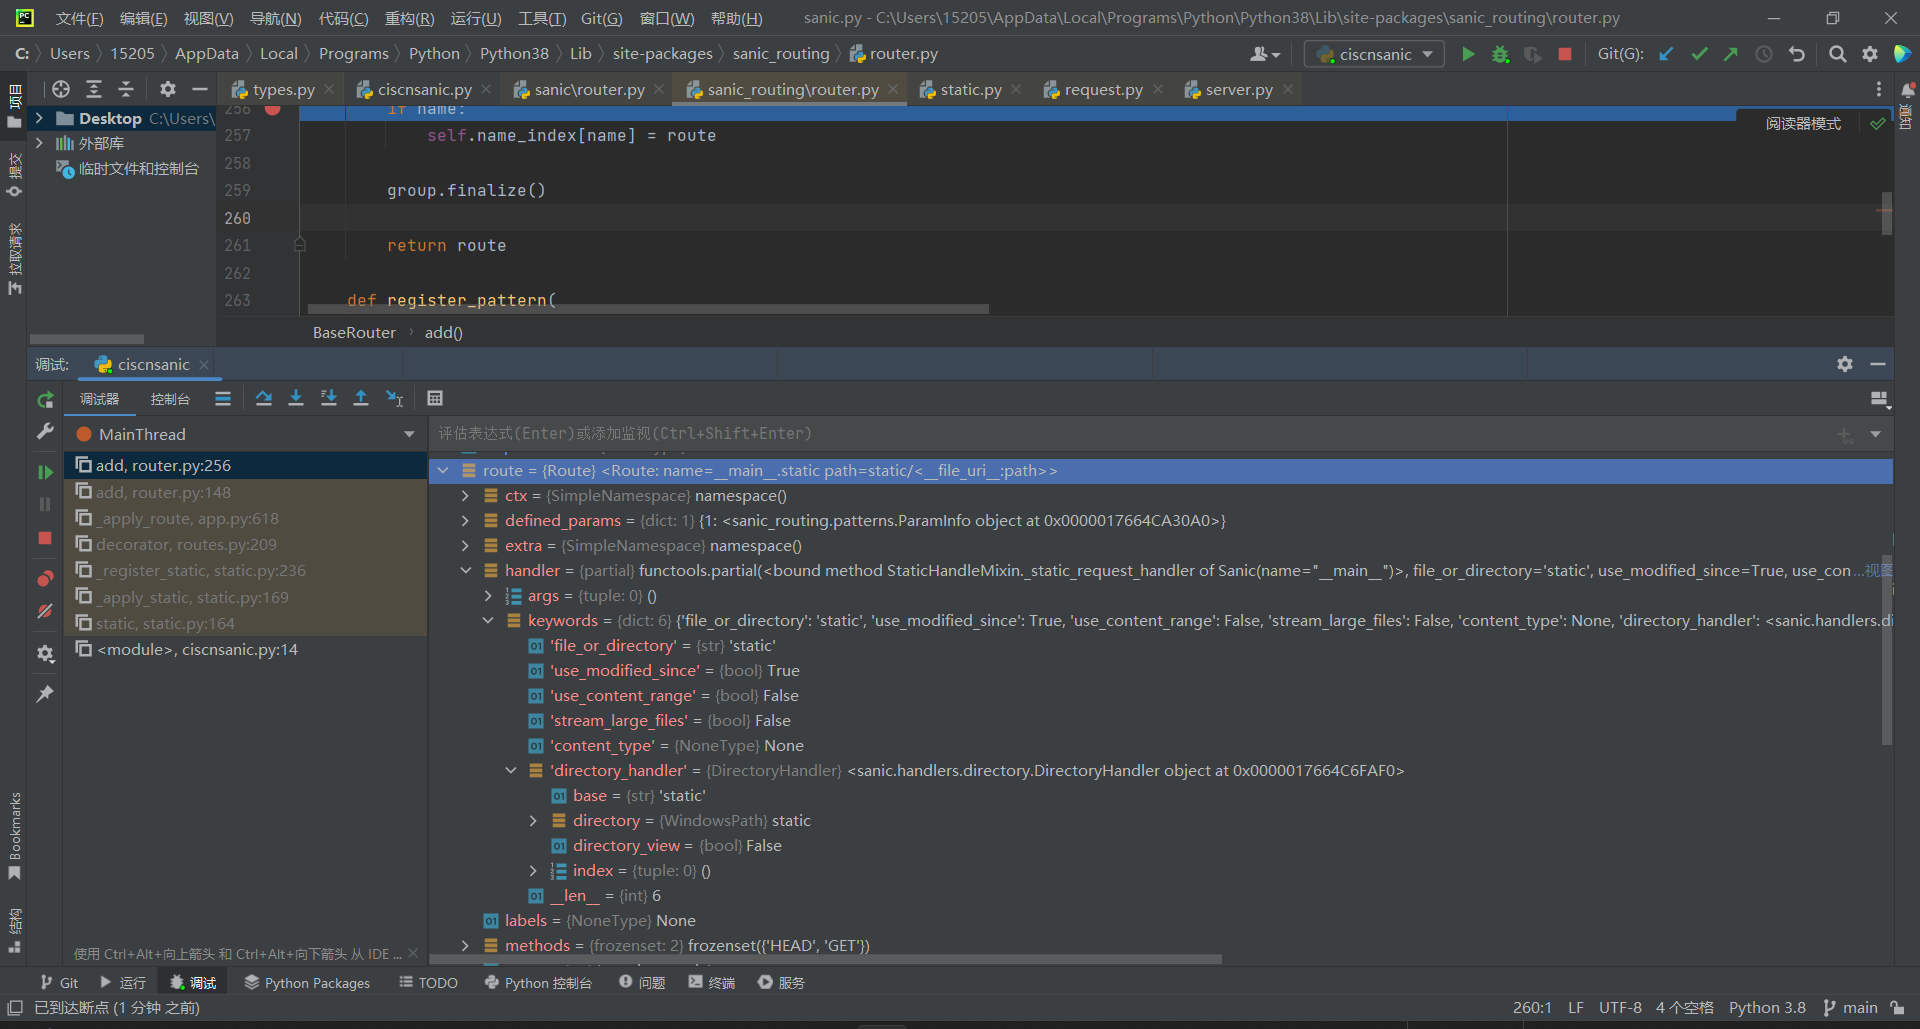 文件(F) 编辑(E) 视图(V) 导航(N) 代码(C) 重构(R) 运行(U) 工具(T) Git(G) 窗口(W) 帮助(H) sanic.py - C:\Users\15205\AppData\Local\Programs\Python\Python38\Lib\site-packages\sanic_routing\router.py
C: Users 15205 AppData Local Programs Python Python38 Lib site-packages sanic_routing router.py ciscnsanic Git(G):
types.py ciscnsanic.py sanic\router.py sanic_routing\router.py static.py request.py server.py
项目
提交
拉取请求
Bookmarks
结构
通知
Desktop C:\Users\
外部库
临时文件和控制台
阅读器模式
256 if name:
257 self.name_index[name] = route
258
259 group.finalize()
260
261 return route
262
263 def register_pattern(
BaseRouter add()
调试: ciscnsanic
调试器 控制台
MainThread
评估表达式(Enter)或添加监视(Ctrl+Shift+Enter)
add, router.py:256
add, router.py:148
_apply_route, app.py:618
decorator, routes.py:209
_register_static, static.py:236
_apply_static, static.py:169
static, static.py:164
<module>, ciscnsanic.py:14
使用 Ctrl+Alt+向上箭头 和 Ctrl+Alt+向下箭头 从 IDE ...
route = {Route} <Route: name=__main__.static path=static/<__file_uri__:path>>
ctx = {SimpleNamespace} namespace()
defined_params = {dict: 1} {1: <sanic_routing.patterns.ParamInfo object at 0x0000017664CA30A0>}
extra = {SimpleNamespace} namespace()
handler = {partial} functools.partial(<bound method StaticHandleMixin._static_request_handler of Sanic(name="__main__")>, file_or_directory='static', use_modified_since=True, use_con ...视图
args = {tuple: 0} ()
keywords = {dict: 6} {'file_or_directory': 'static', 'use_modified_since': True, 'use_content_range': False, 'stream_large_files': False, 'content_type': None, 'directory_handler': <sanic.handlers.di
'file_or_directory' = {str} 'static'
'use_modified_since' = {bool} True
'use_content_range' = {bool} False
'stream_large_files' = {bool} False
'content_type' = {NoneType} None
'directory_handler' = {DirectoryHandler} <sanic.handlers.directory.DirectoryHandler object at 0x0000017664C6FAF0>
base = {str} 'static'
directory = {WindowsPath} static
directory_view = {bool} False
index = {tuple: 0} ()
__len__ = {int} 6
labels = {NoneType} None
methods = {frozenset: 2} frozenset({'HEAD', 'GET'})
Git 运行 调试 Python Packages TODO Python 控制台 问题 终端 服务
已到达断点 (1 分钟 之前) 260:1 LF UTF-8 4 个空格 Python 3.8 main